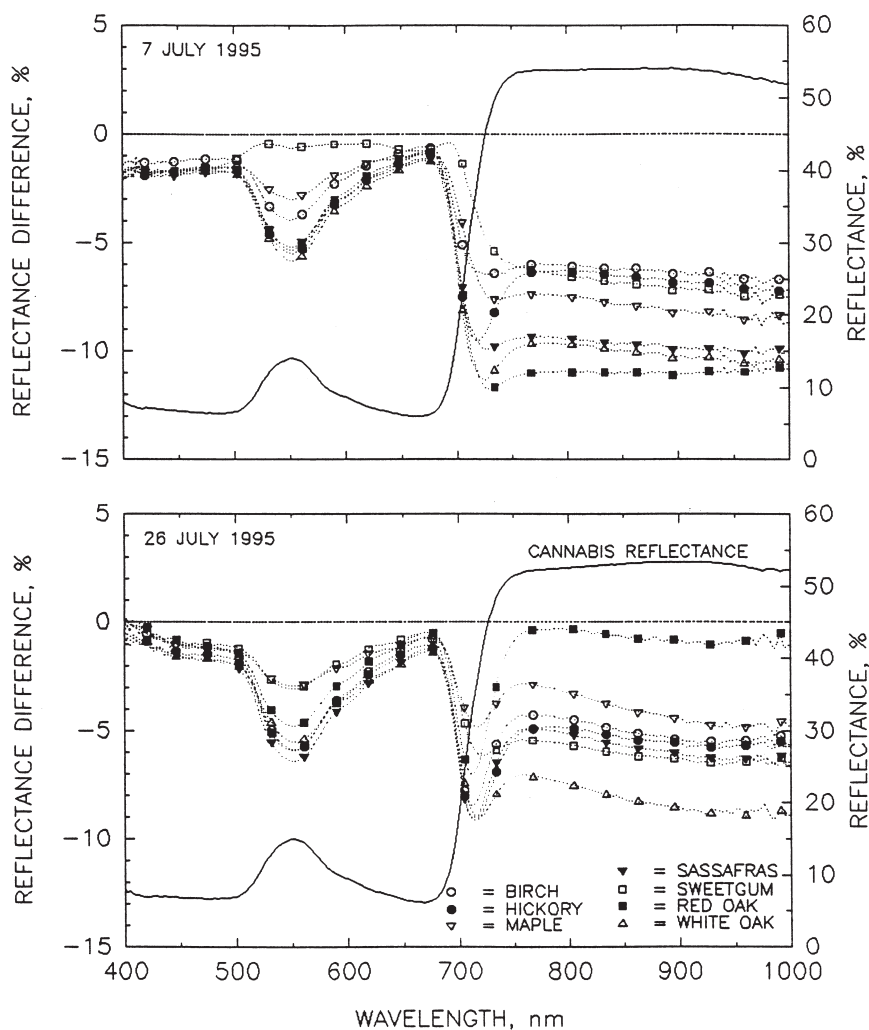 7 JULY 1995
5
0
−5
−10
−15
REFLECTANCE DIFFERENCE, %
60
50
40
30
20
10
0
REFLECTANCE, %
26 JULY 1995
CANNABIS REFLECTANCE
5
0
−5
−10
−15
REFLECTANCE DIFFERENCE, %
60
50
40
30
20
10
0
REFLECTANCE, %
= BIRCH
= HICKORY
= MAPLE
= SASSAFRAS
= SWEETGUM
= RED OAK
= WHITE OAK
400 500 600 700 800 900 1000
WAVELENGTH, nm